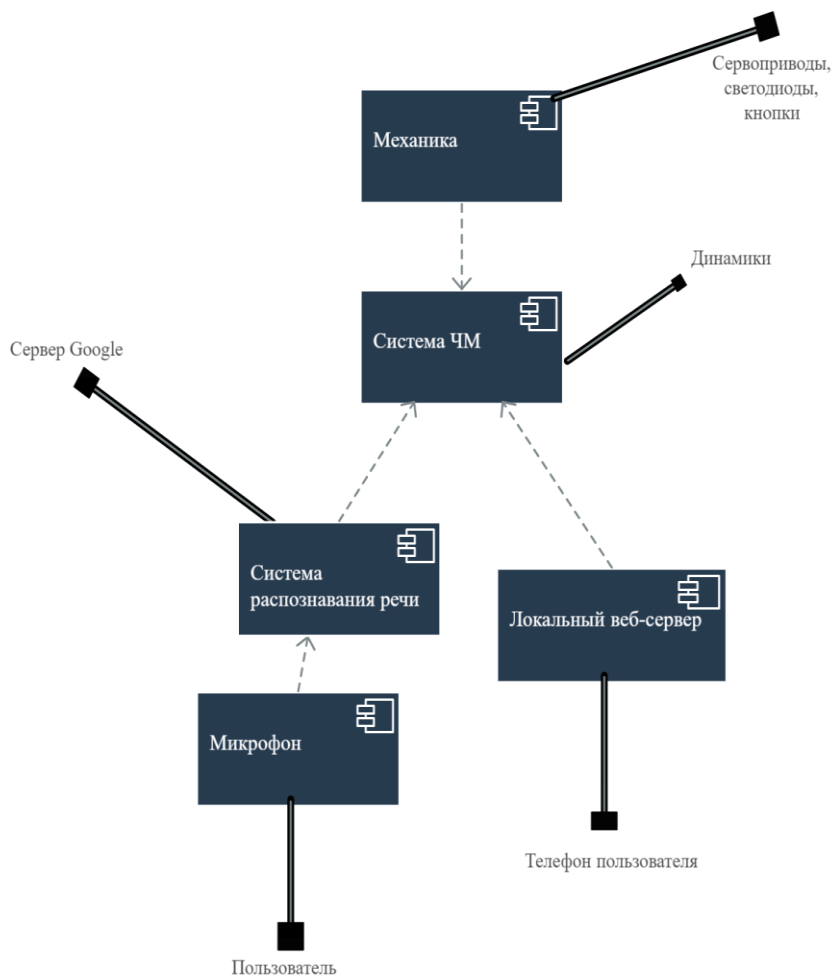 Сервоприводы,
светодиоды,
кнопки
Механика
Динамики
Система ЧМ
Сервер Google
Система
распознавания речи
Локальный веб-сервер
Микрофон
Телефон пользователя
Пользователь